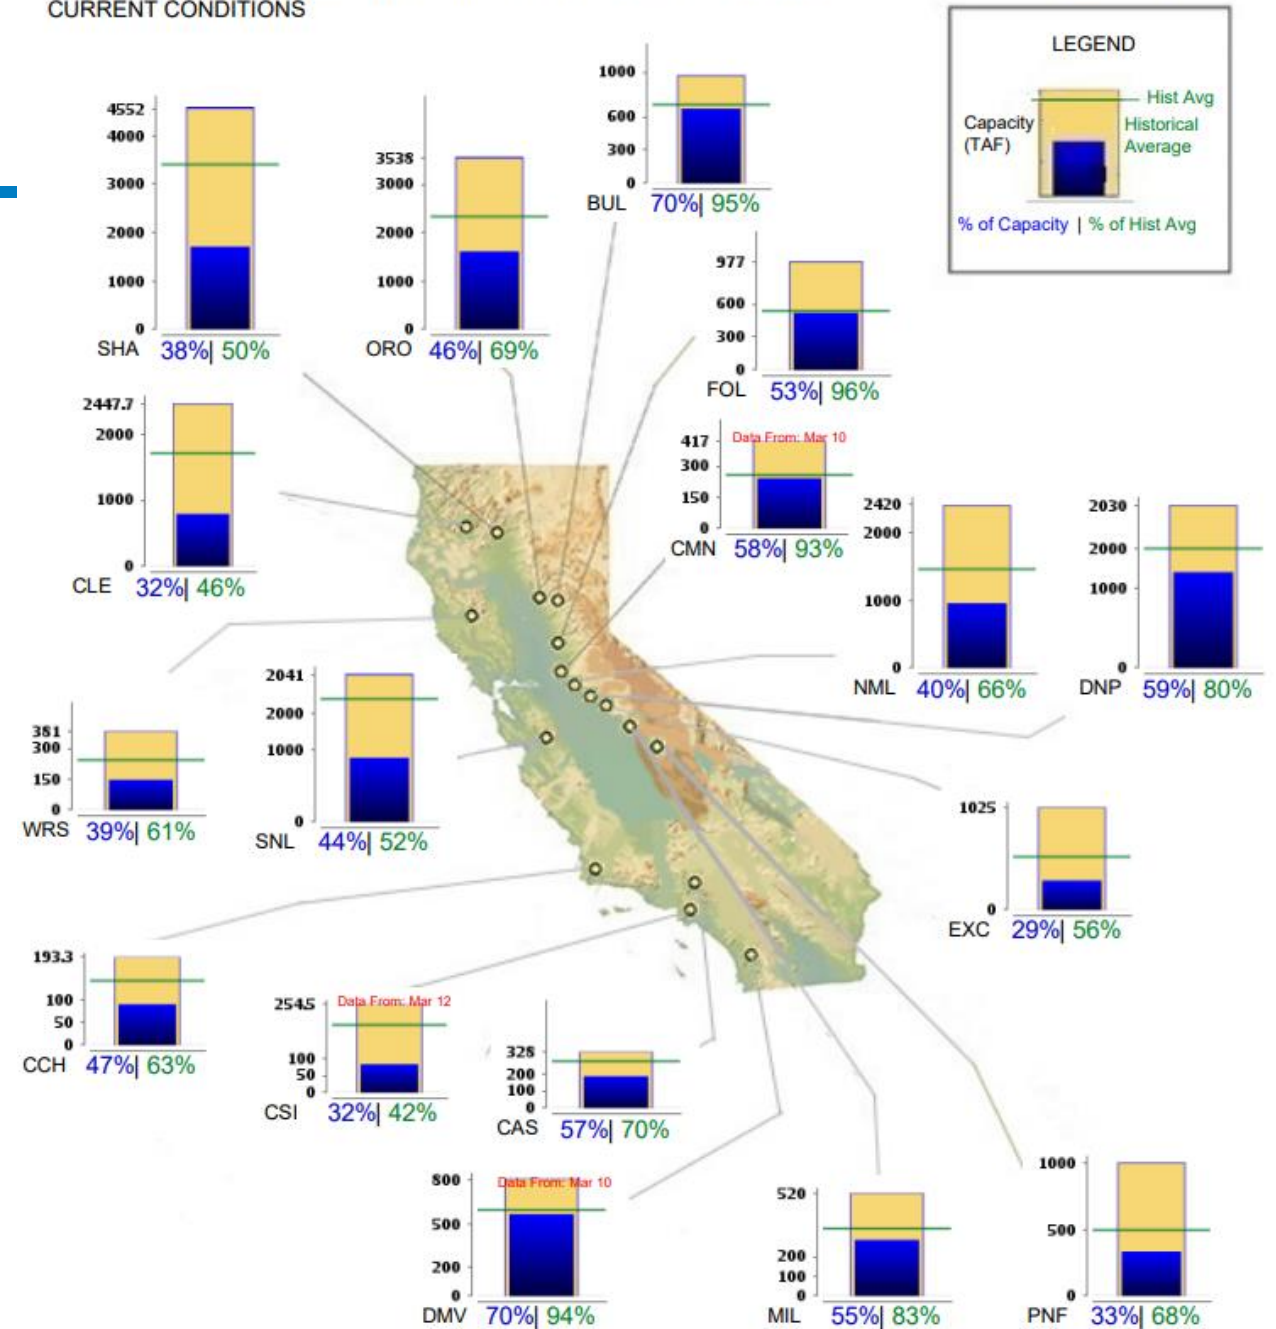 CURRENT CONDITIONS
LEGEND
Capacity
(TAF)
Hist Avg
Historical
Average
% of Capacity | % of Hist Avg
4552
4000
3000
2000
1000
0
SHA 38%| 50%
3538
3000
2000
1000
0
ORO 46%| 69%
1000
600
300
0
BUL 70%| 95%
977
600
300
0
FOL 53%| 96%
2447.7
2000
1000
0
CLE 32%| 46%
Data From: Mar 10
417
300
150
0
CMN 58%| 93%
2420
2000
1000
0
NML 40%| 66%
2030
2000
1000
0
DNP 59%| 80%
381
300
150
0
WRS 39%| 61%
2041
2000
1000
0
SNL 44%| 52%
1025
0
EXC 29%| 56%
193.3
100
50
0
CCH 47%| 63%
Data From: Mar 12
254.5
100
50
0
CSI 32%| 42%
325
200
100
0
CAS 57%| 70%
Data From: Mar 10
800
500
200
0
DMV 70%| 94%
520
200
100
0
MIL 55%| 83%
1000
500
0
PNF 33%| 68%